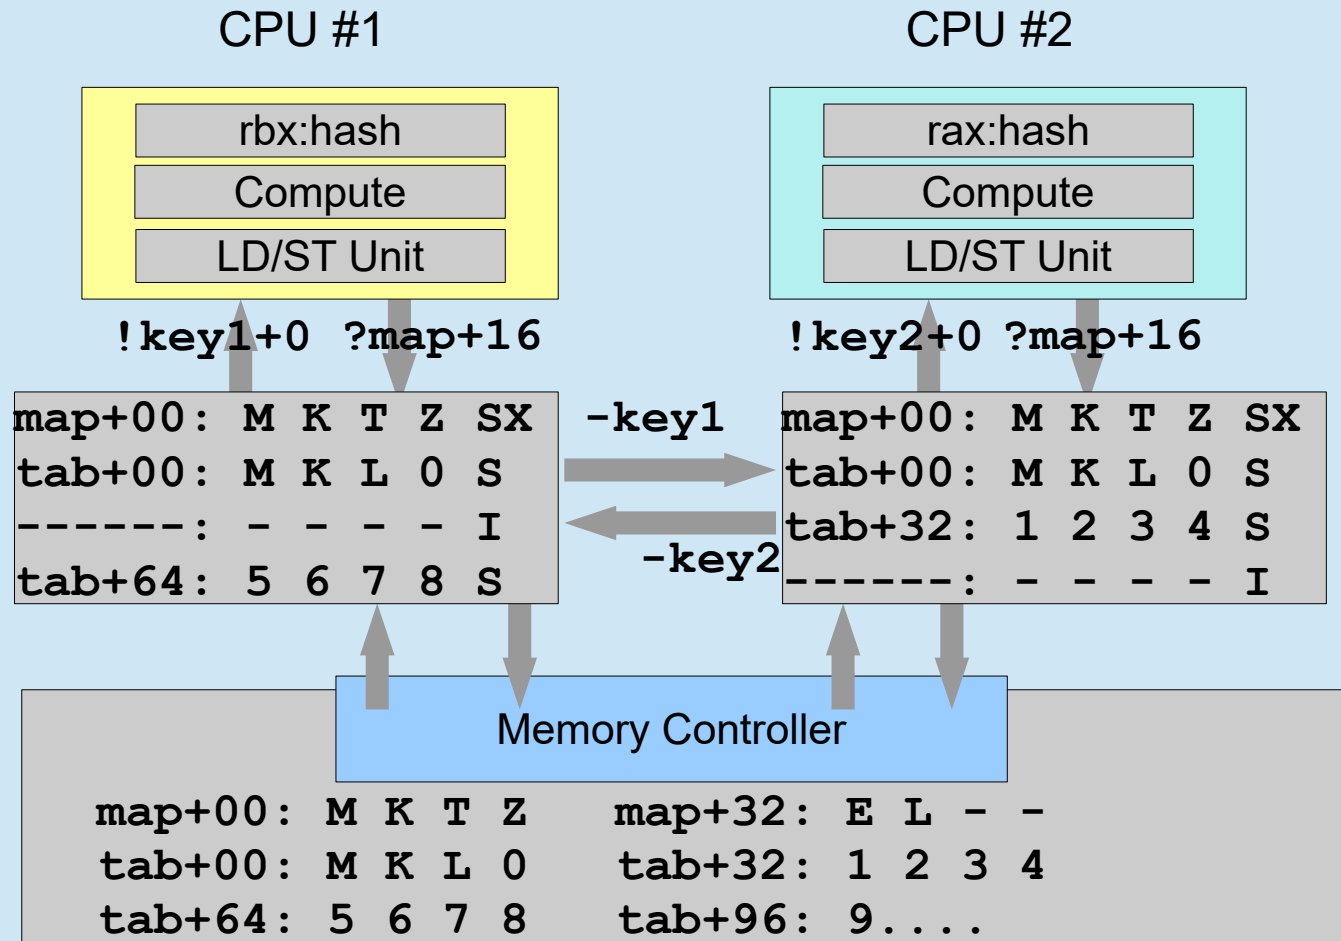 CPU #1 CPU #2
rbx:hash rax:hash
Compute Compute
LD/ST Unit LD/ST Unit
!key1+0 ?map+16 !key2+0 ?map+16
map+00: M K T Z SX -key1 map+00: M K T Z SX
tab+00: M K L 0 S tab+00: M K L 0 S
------: - - - - I tab+32: 1 2 3 4 S
-key2
tab+64: 5 6 7 8 S ------: - - - - I
Memory Controller
map+00: M K T Z map+32: E L - -
tab+00: M K L 0 tab+32: 1 2 3 4
tab+64: 5 6 7 8 tab+96: 9....